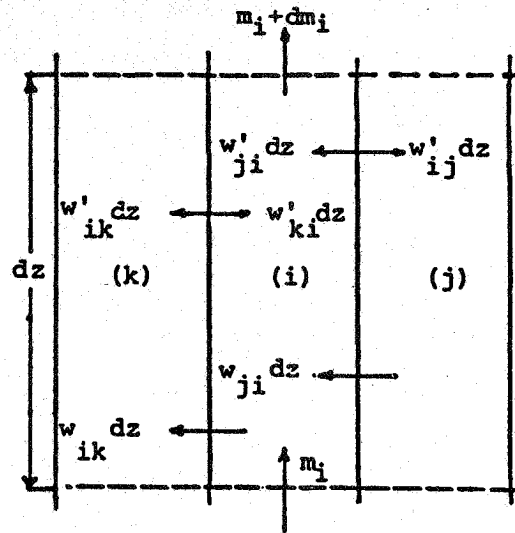 m_i+dm_i
w'_ji dz w'_ij dz
w'_ik dz w'_ki dz
dz (k) (i) (j)
w_ji dz
w_ik dz
m_i